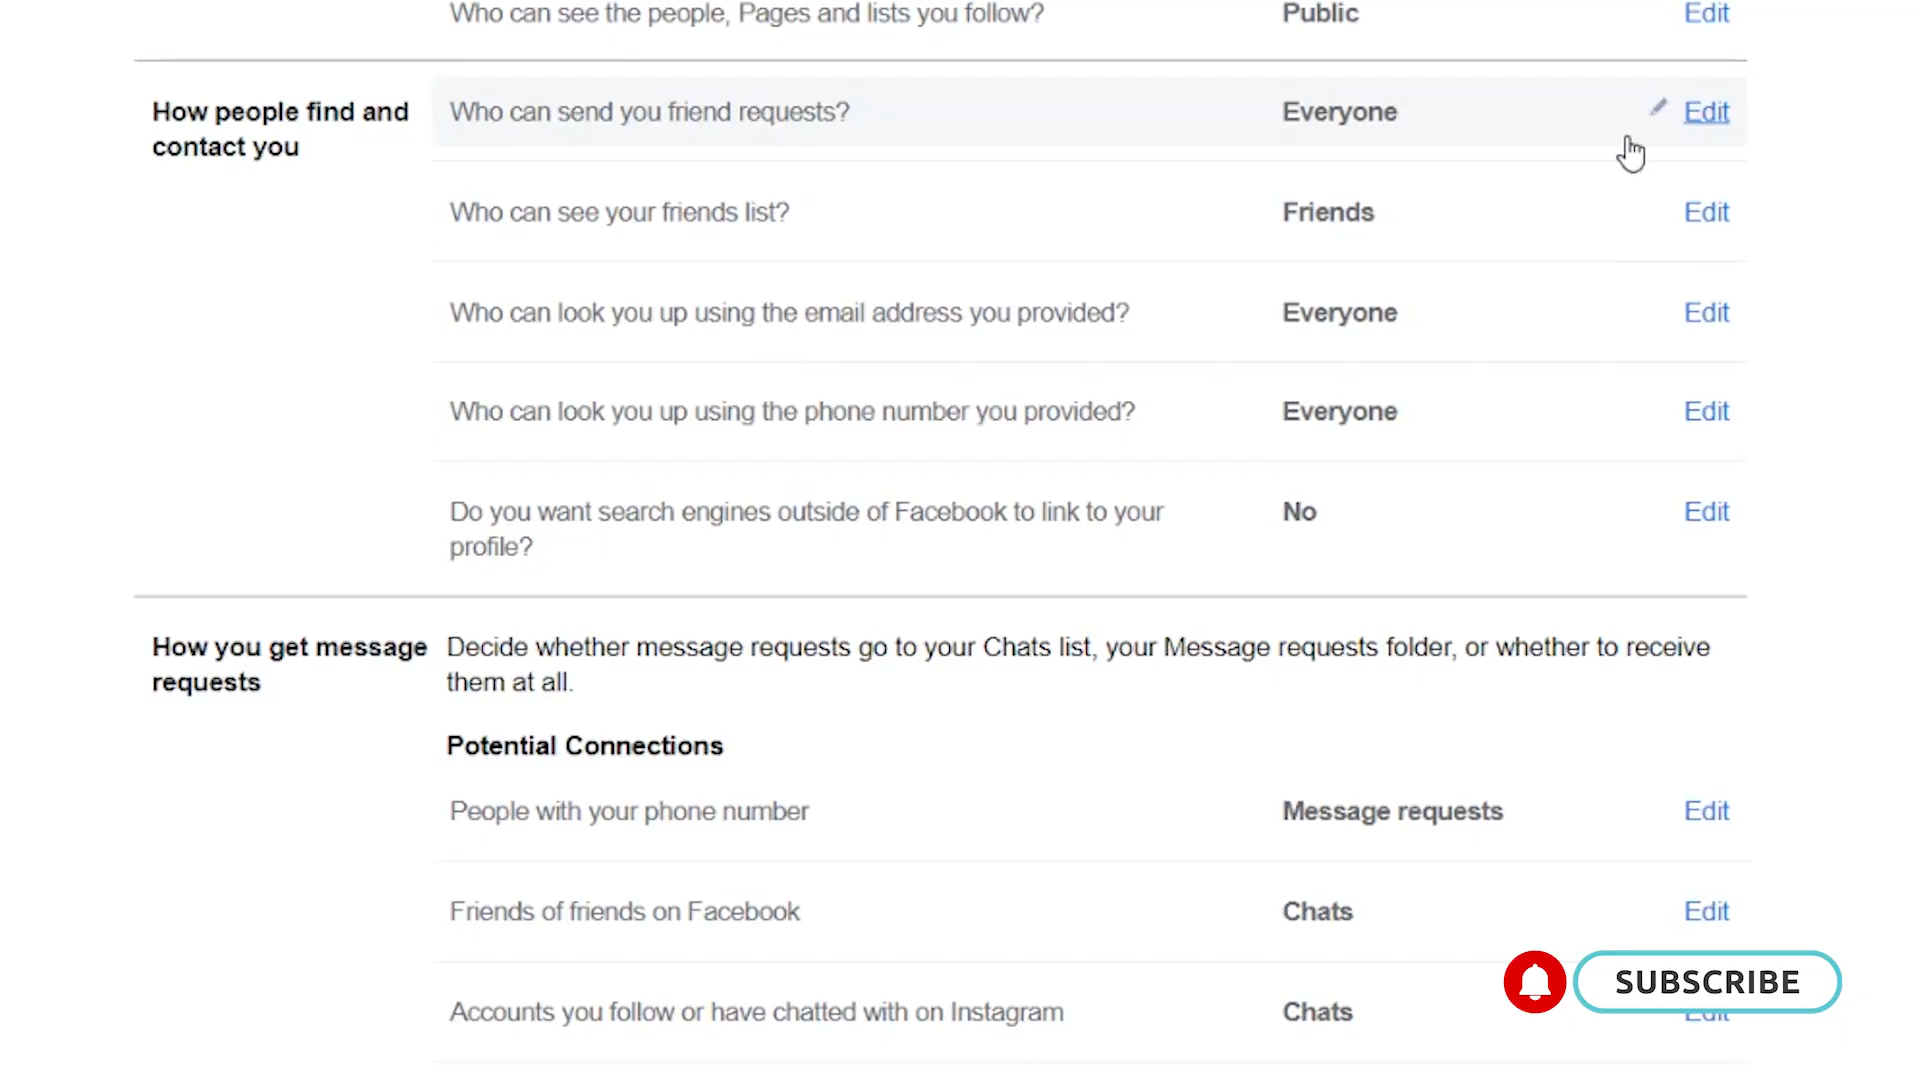 Who can see the people, Pages and lists you follow? Public Edit
How people find and
contact you
Who can send you friend requests? Everyone Edit
Who can see your friends list? Friends Edit
Who can look you up using the email address you provided? Everyone Edit
Who can look you up using the phone number you provided? Everyone Edit
Do you want search engines outside of Facebook to link to your
profile?
No Edit
How you get message
requests
Decide whether message requests go to your Chats list, your Message requests folder, or whether to receive
them at all.
Potential Connections
People with your phone number Message requests Edit
Friends of friends on Facebook Chats Edit
Accounts you follow or have chatted with on Instagram Chats Edit
SUBSCRIBE